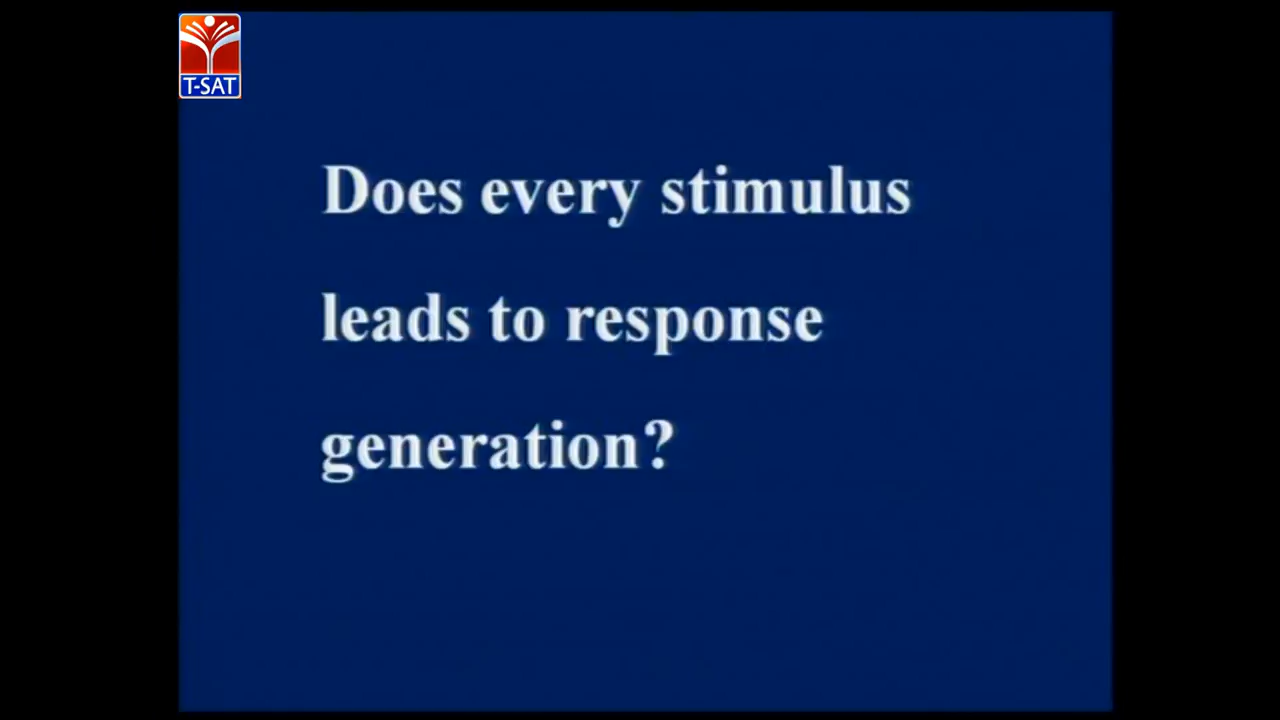 T-SAT
Does every stimulus
leads to response
generation?